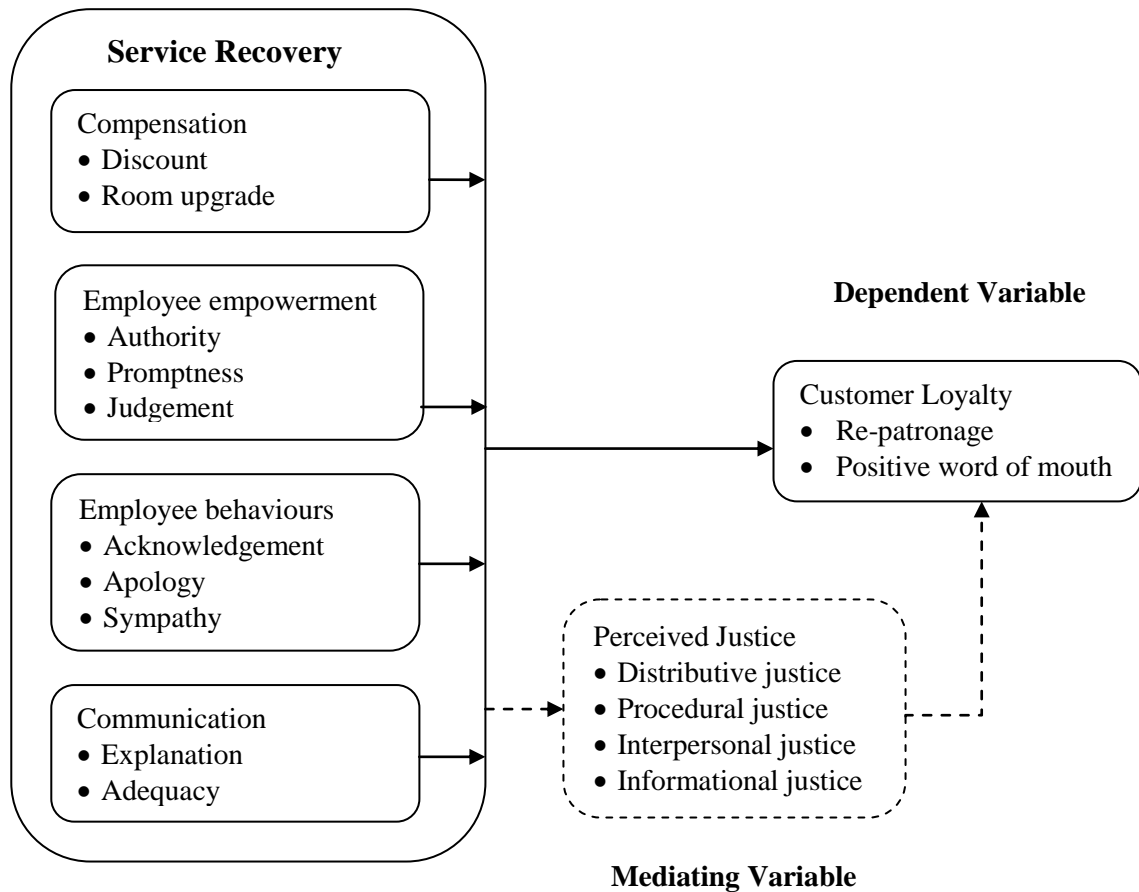 Service Recovery
Compensation
• Discount
• Room upgrade
Employee empowerment
• Authority
• Promptness
• Judgement
Employee behaviours
• Acknowledgement
• Apology
• Sympathy
Communication
• Explanation
• Adequacy
Dependent Variable
Customer Loyalty
• Re-patronage
• Positive word of mouth
Perceived Justice
• Distributive justice
• Procedural justice
• Interpersonal justice
• Informational justice
Mediating Variable